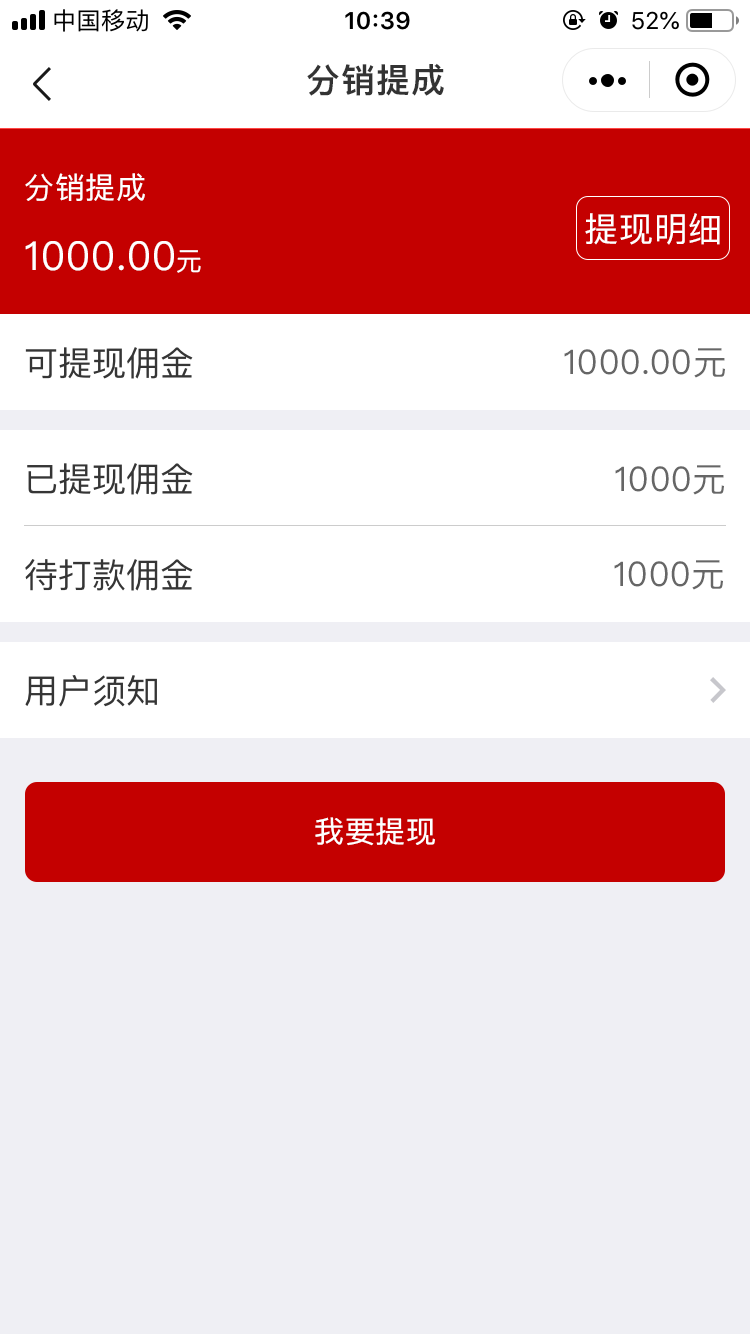 中国移动 10:39 52%
分销提成
分销提成
1000.00元
提现明细
可提现佣金 1000.00元
已提现佣金 1000元
待打款佣金 1000元
用户须知
我要提现